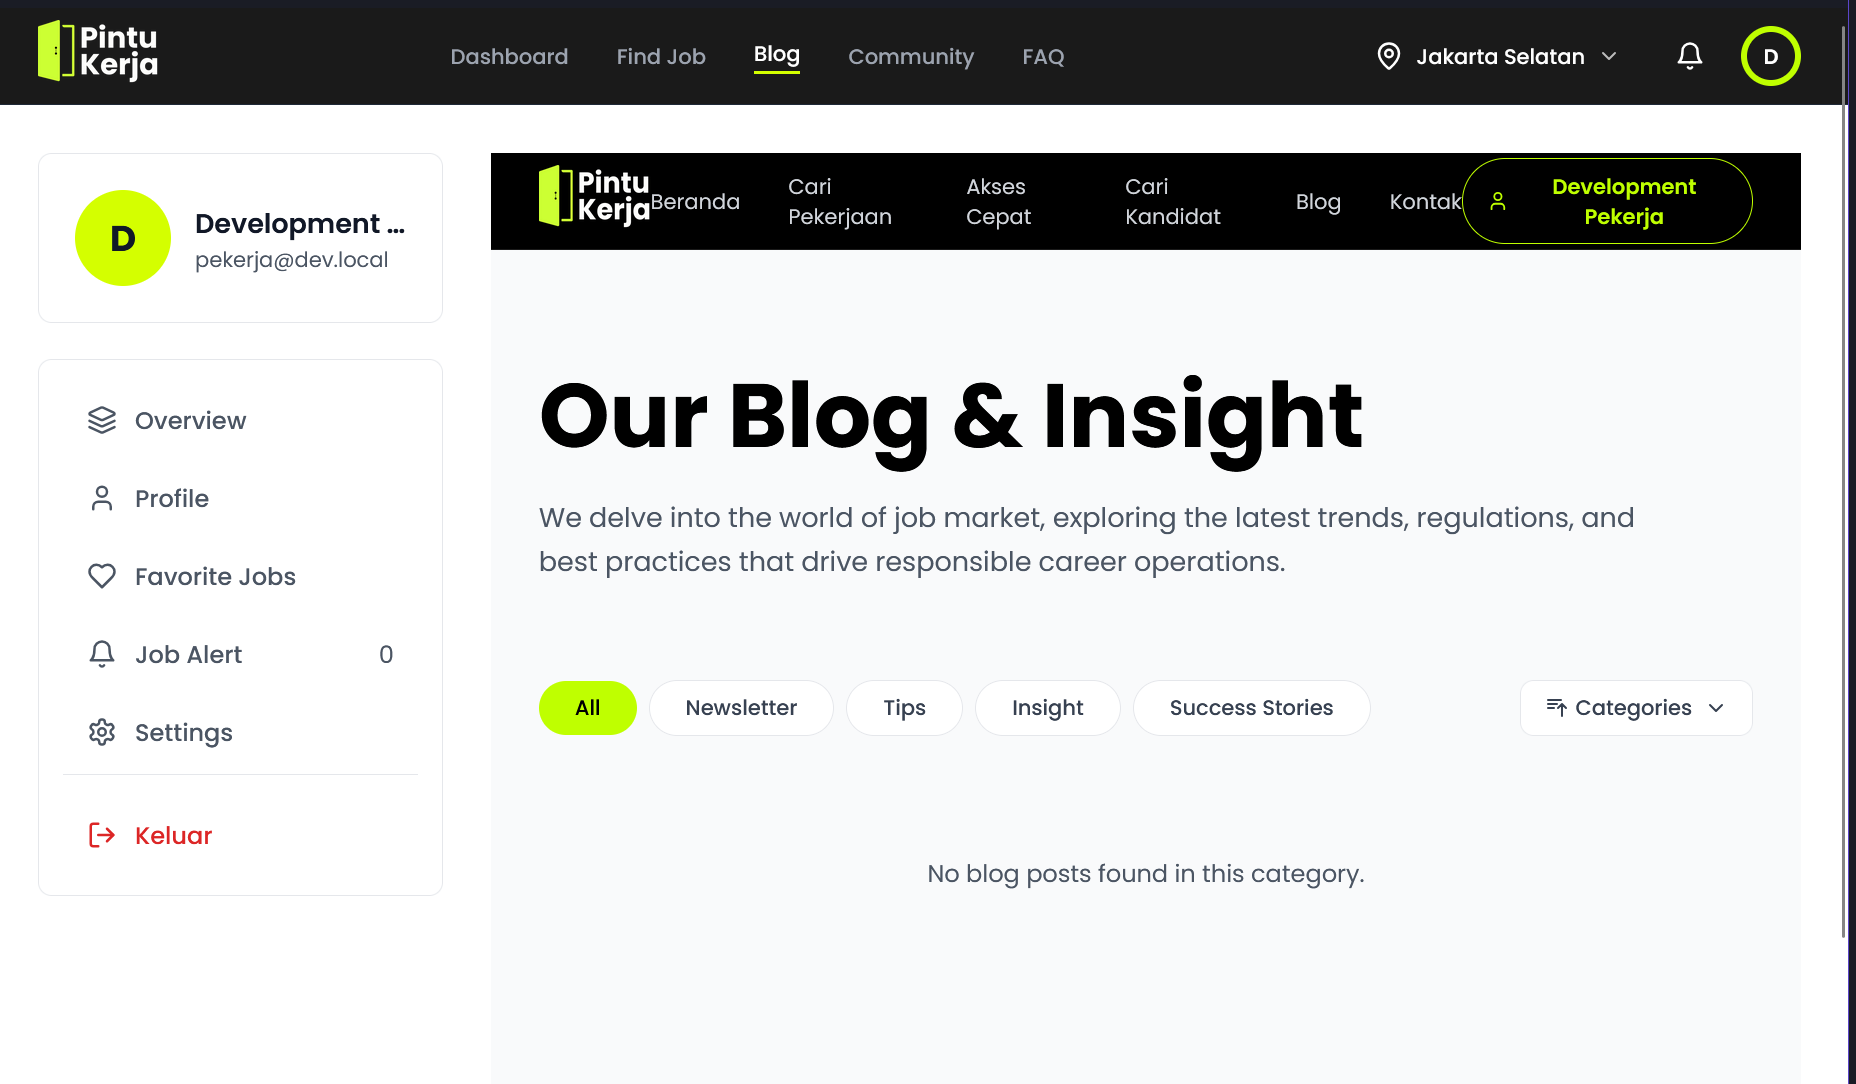 Pintu
Kerja
Dashboard
Find Job
Blog
Community
FAQ
Jakarta Selatan
D
D
Development ...
pekerja@dev.local
Overview
Profile
Favorite Jobs
Job Alert 0
Settings
Keluar
Pintu
Kerja
Beranda
Cari
Pekerjaan
Akses
Cepat
Cari
Kandidat
Blog
Kontak
Development
Pekerja
Our Blog & Insight
We delve into the world of job market, exploring the latest trends, regulations, and
best practices that drive responsible career operations.
All
Newsletter
Tips
Insight
Success Stories
Categories
No blog posts found in this category.